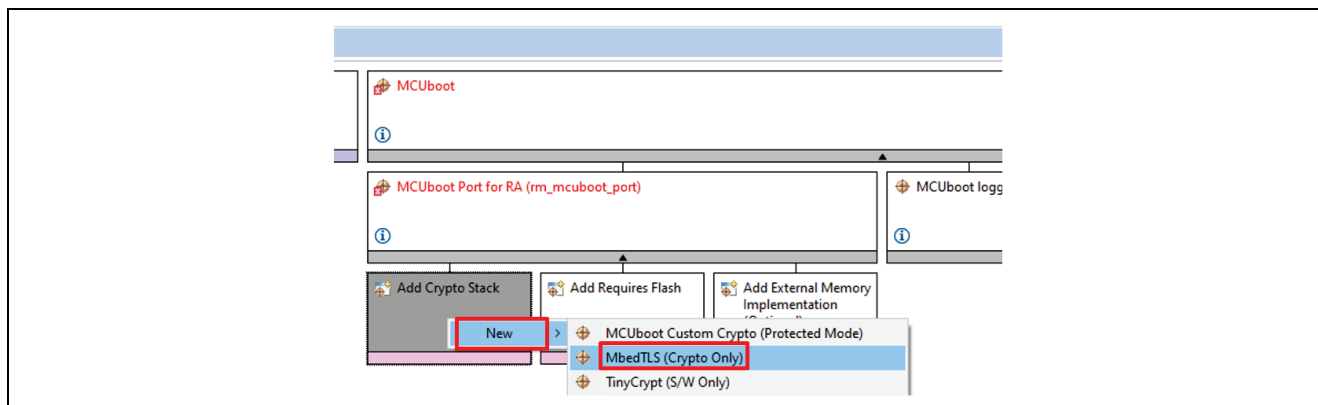 MCUboot
MCUboot Port for RA (rm_mcuboot_port)
MCUboot logg
Add Crypto Stack
Add Requires Flash
Add External Memory
Implementation
New
MCUboot Custom Crypto (Protected Mode)
MbedTLS (Crypto Only)
TinyCrypt (S/W Only)